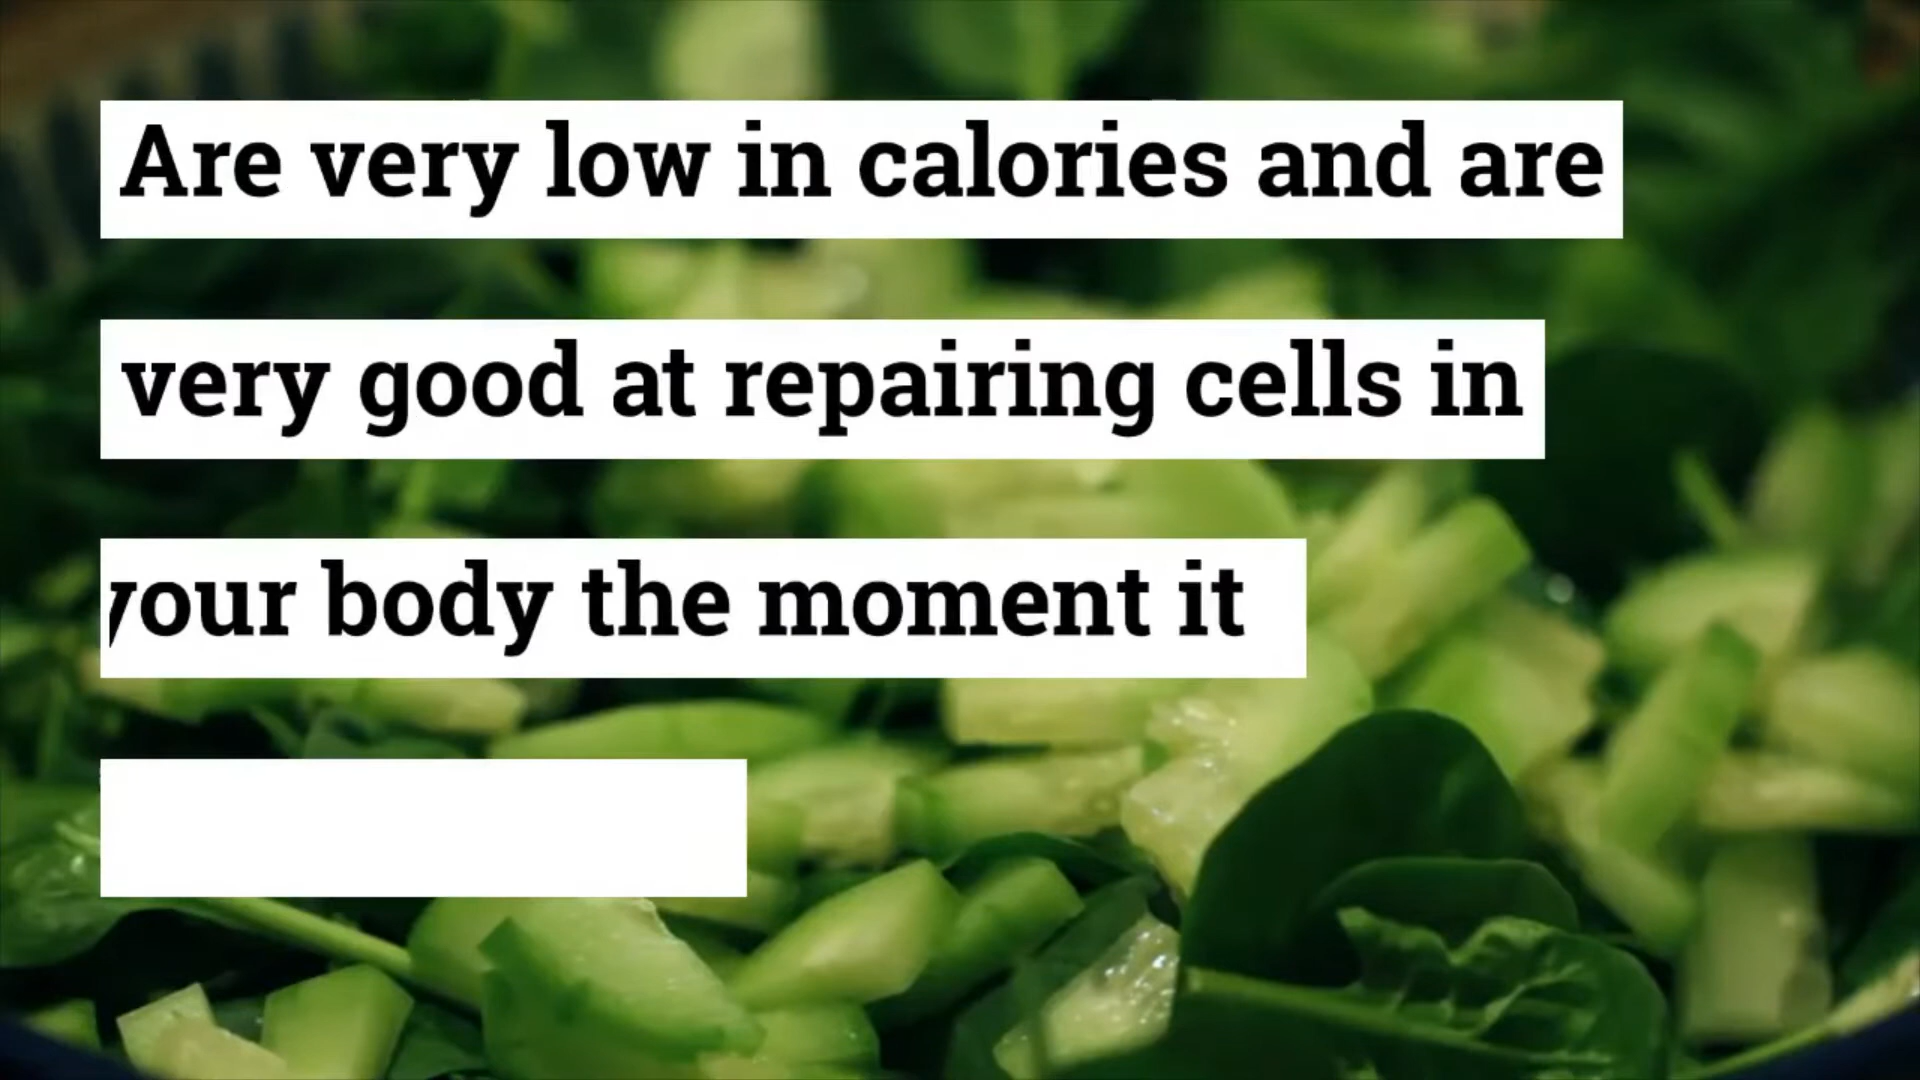 Are very low in calories and are
very good at repairing cells in
your body the moment it